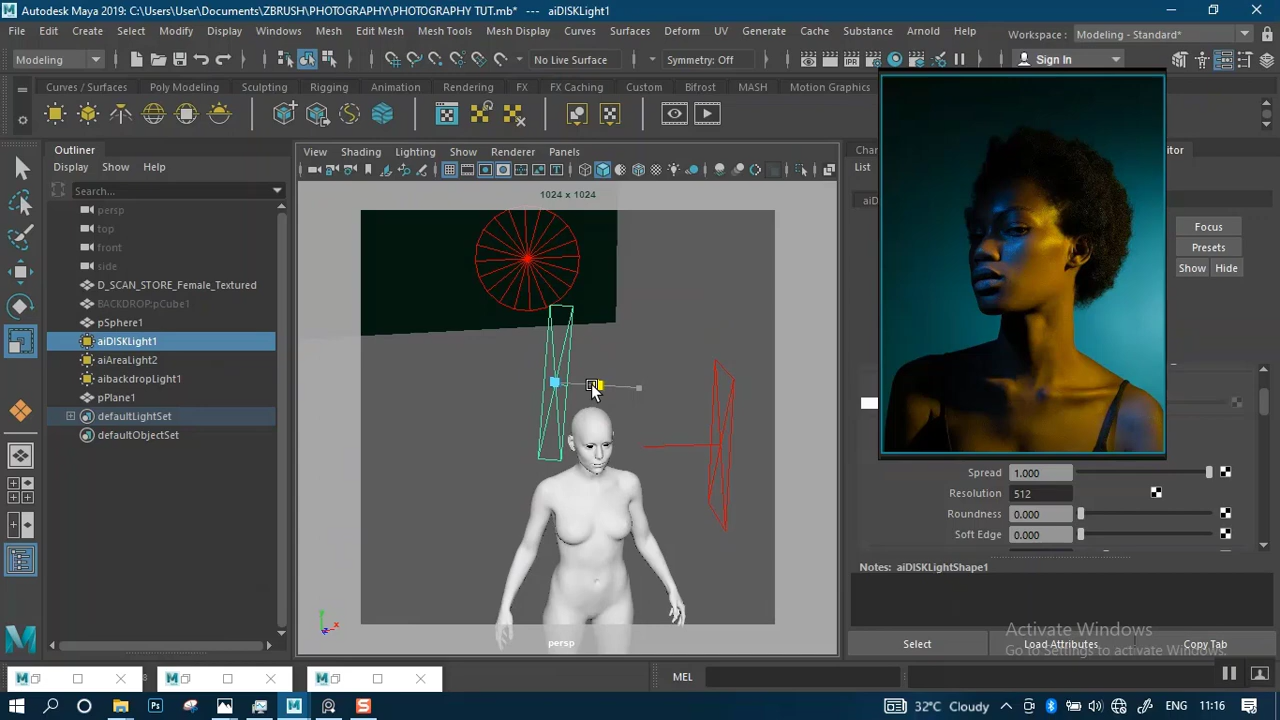 Autodesk Maya 2019: C:\Users\User\Documents\ZBRUSH\PHOTOGRAPHY\PHOTOGRAPHY TUT.mb* --- aiDISKLight1
File Edit Create Select Modify Display Windows Mesh Edit Mesh Mesh Tools Mesh Display Curves Surfaces Deform UV Generate Cache Substance Arnold Help Workspace : Modeling - Standard*
Modeling No Live Surface Symmetry: Off Sign In
Curves / Surfaces Poly Modeling Sculpting Rigging Animation Rendering FX FX Caching Custom Bifrost MASH Motion Graphics
IPR
Outliner
Display Show Help
Search...
persp
top
front
side
D_SCAN_STORE_Female_Textured
BACKDROP:pCube1
pSphere1
aiDISKLight1
aiAreaLight2
aibackdropLight1
pPlane1
defaultLightSet
defaultObjectSet
View Shading Lighting Show Renderer Panels
1024 x 1024
persp
List
Focus
Presets
Show Hide
Spread 1.000
Resolution 512
Roundness 0.000
Soft Edge 0.000
Notes: aiDISKLightShape1
Activate Windows
Go to Settings to activate Windows.
Select Load Attributes Copy Tab
MEL
32°C Cloudy ENG 11:16